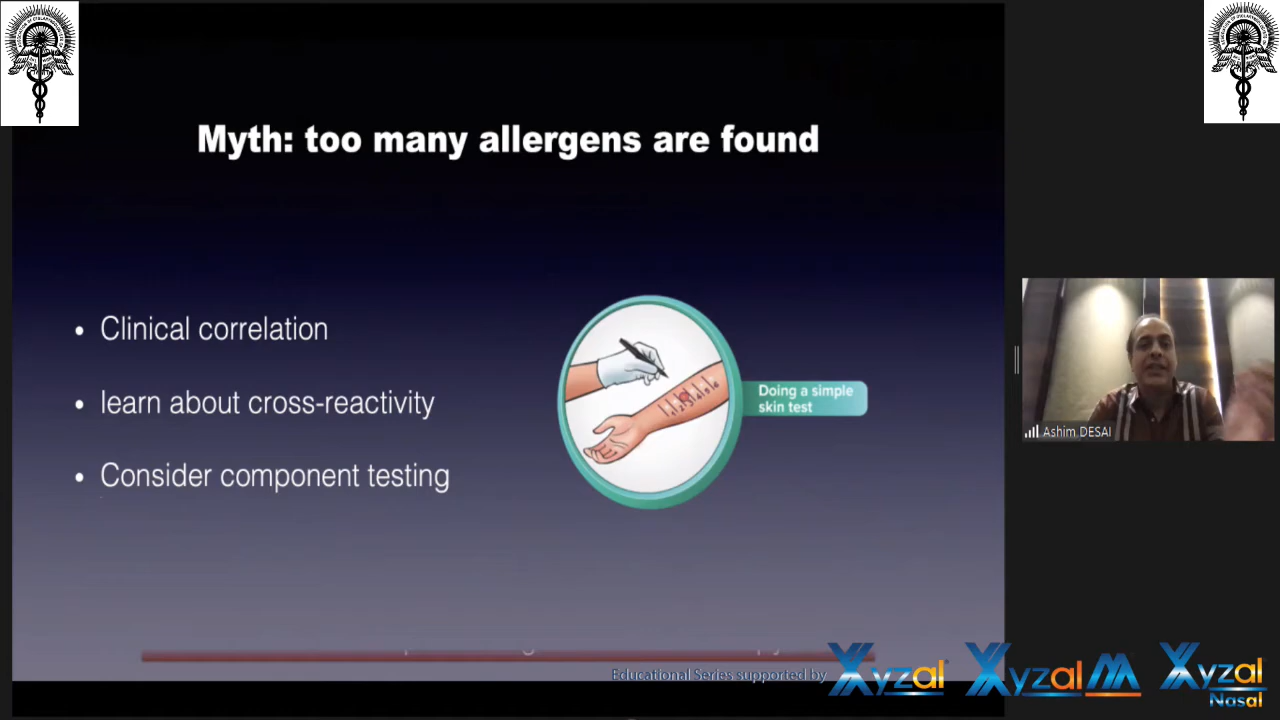 Myth: too many allergens are found
• Clinical correlation
• learn about cross-reactivity
• Consider component testing
Doing a simple
skin test
Ashim DESAI
Educational Series supported by
Xyzal
Xyzal M
Xyzal
Nasal